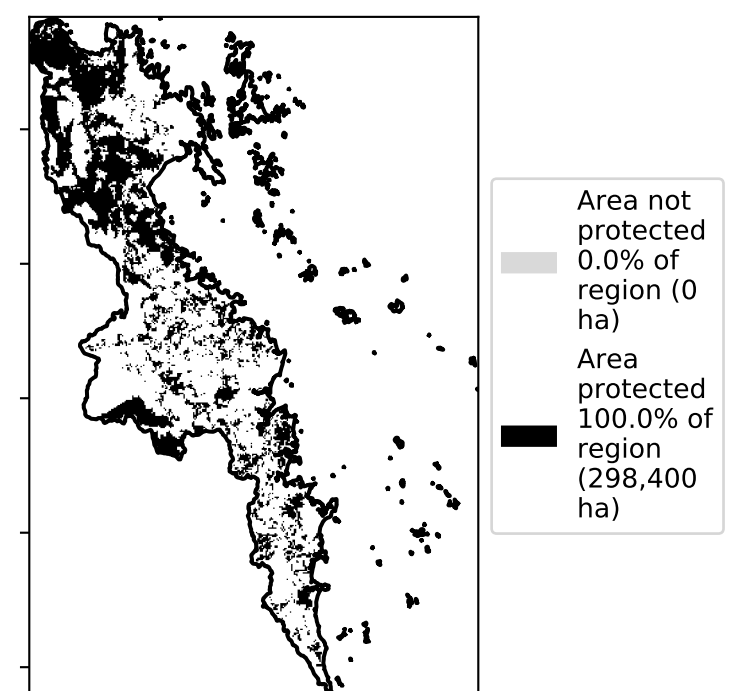 Area not
protected
0.0% of
region (0
ha)
Area
protected
100.0% of
region
(298,400
ha)